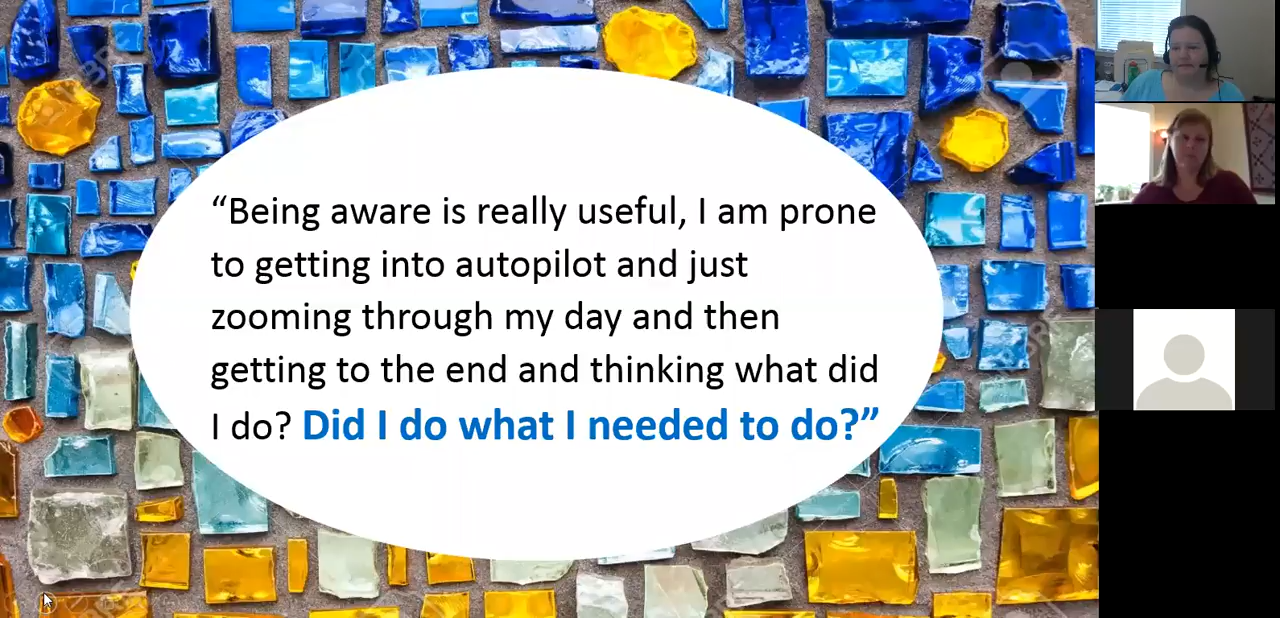 “Being aware is really useful, I am prone
to getting into autopilot and just
zooming through my day and then
getting to the end and thinking what did
I do? Did I do what I needed to do?”